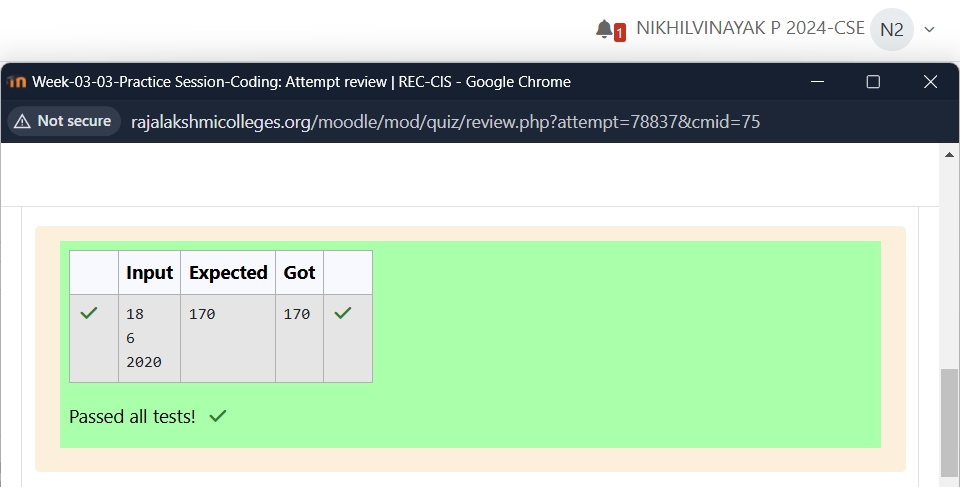 1 NIKHILVINAYAK P 2024-CSE N2
Week-03-03-Practice Session-Coding: Attempt review | REC-CIS - Google Chrome
Not secure rajalakshmicolleges.org/moodle/mod/quiz/review.php?attempt=78837&cmid=75
Input Expected Got
18 170 170
6
2020
Passed all tests!